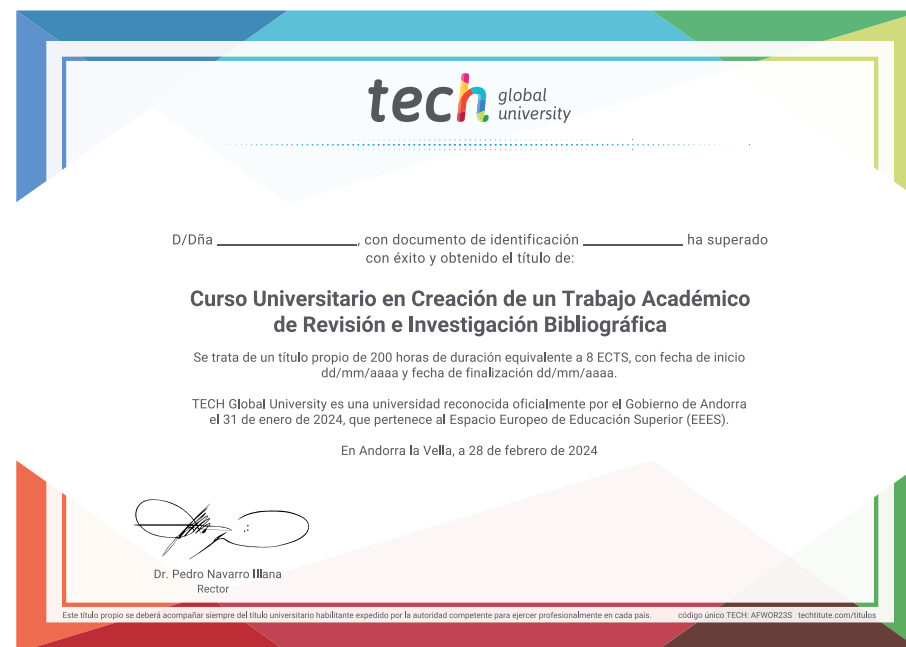 tech global university
D/Dña ________________, con documento de identificación ____________ ha superado
con éxito y obtenido el título de:
Curso Universitario en Creación de un Trabajo Académico
de Revisión e Investigación Bibliográfica
Se trata de un título propio de 200 horas de duración equivalente a 8 ECTS, con fecha de inicio
dd/mm/aaaa y fecha de finalización dd/mm/aaaa.
TECH Global University es una universidad reconocida oficialmente por el Gobierno de Andorra
el 31 de enero de 2024, que pertenece al Espacio Europeo de Educación Superior (EEES).
En Andorra la Vella, a 28 de febrero de 2024
Dr. Pedro Navarro Illana
Rector
Este título propio se deberá acompañar siempre del título universitario habilitante expedido por la autoridad competente para ejercer profesionalmente en cada país. código único TECH: AFWOR23S techtitute.com/titulos